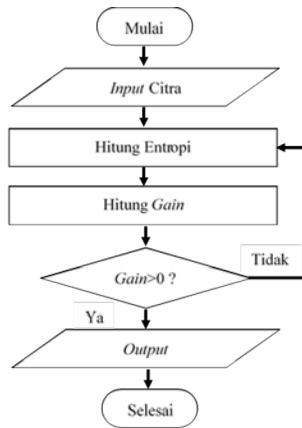 Mulai
Input Citra
Hitung Entropi
Hitung Gain
Gain>0 ?
Tidak
Ya
Output
Selesai